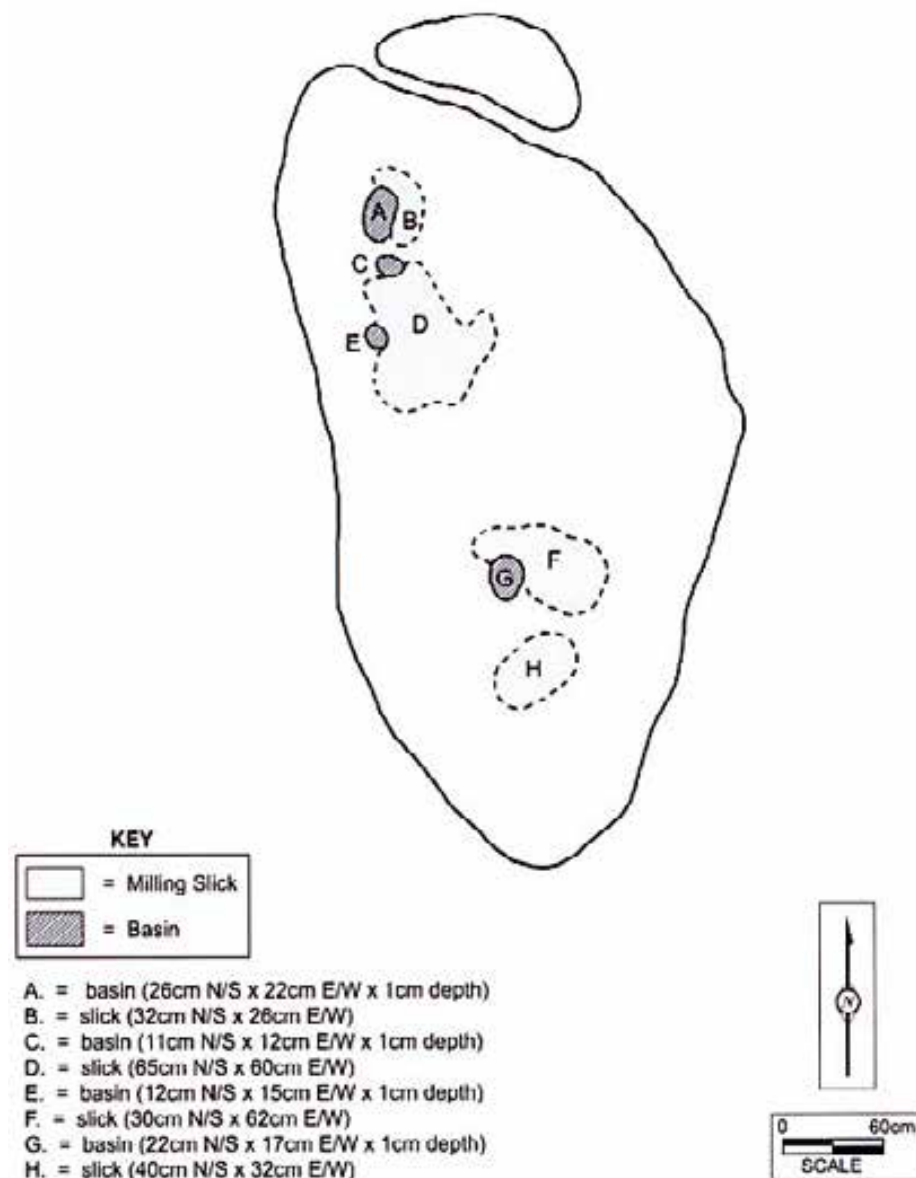 A
B
C
D
E
F
G
H
KEY
= Milling Slick
= Basin
A. = basin (26cm N/S x 22cm E/W x 1cm depth)
B. = slick (32cm N/S x 26cm E/W)
C. = basin (11cm N/S x 12cm E/W x 1cm depth)
D. = slick (65cm N/S x 60cm E/W)
E. = basin (12cm N/S x 15cm E/W x 1cm depth)
F. = slick (30cm N/S x 62cm E/W)
G. = basin (22cm N/S x 17cm E/W x 1cm depth)
H. = slick (40cm N/S x 32cm E/W)
N
0 60cm
SCALE